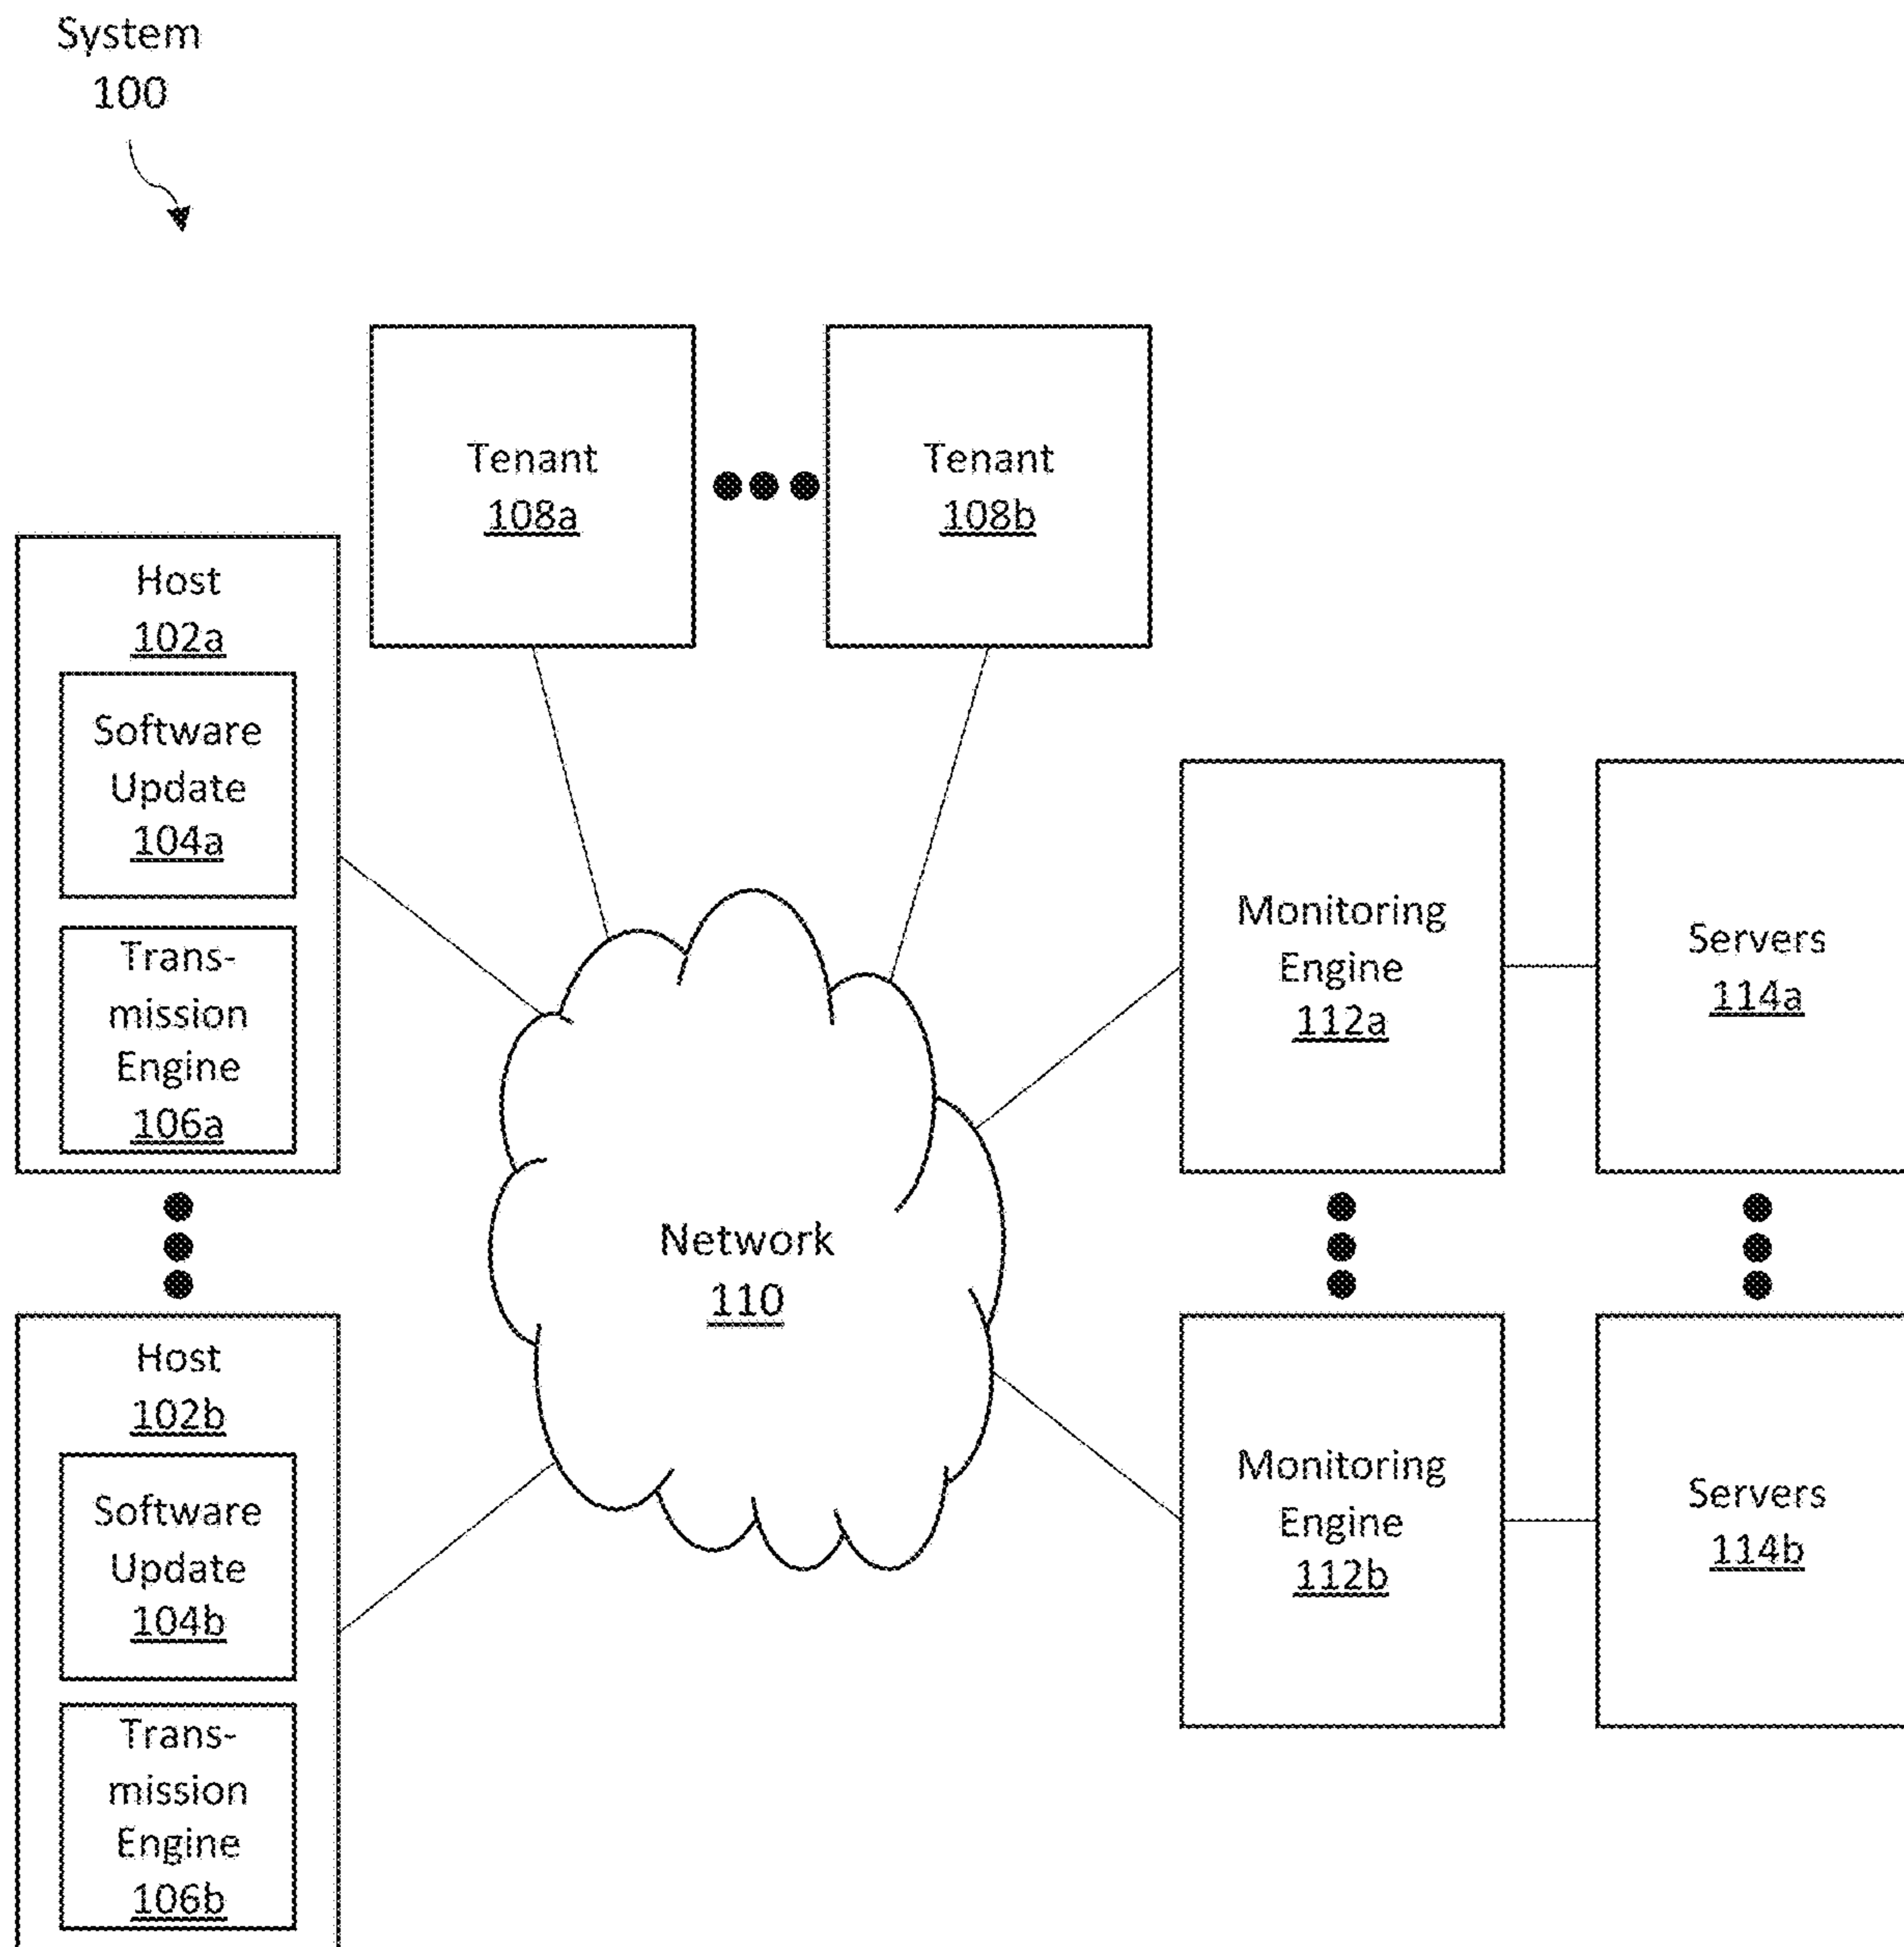 System
100
Tenant
108a
Tenant
108b
Host
102a
Software
Update
104a
Trans-
mission
Engine
106a
Monitoring
Engine
112a
Servers
114a
Network
110
Host
102b
Software
Update
104b
Trans-
mission
Engine
106b
Monitoring
Engine
112b
Servers
114b